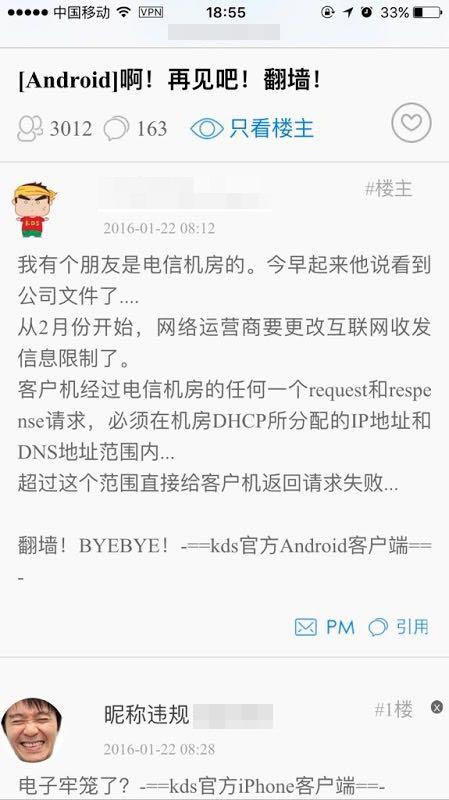 中国移动 VPN 18:55 33%
[Android]啊！再见吧！翻墙！
3012 163 只看楼主
#楼主
KDS
2016-01-22 08:12
我有个朋友是电信机房的。今早起来他说看到
公司文件了....
从2月份开始，网络运营商要更改互联网收发
信息限制了。
客户机经过电信机房的任何一个request和respe
nse请求，必须在机房DHCP所分配的IP地址和
DNS地址范围内...
超过这个范围直接给客户机返回请求失败...
翻墙！BYEBYE！-==kds官方Android客户端==
-
PM 引用
昵称违规 #1楼
2016-01-22 08:28
电子牢笼了？-==kds官方iPhone客户端==-